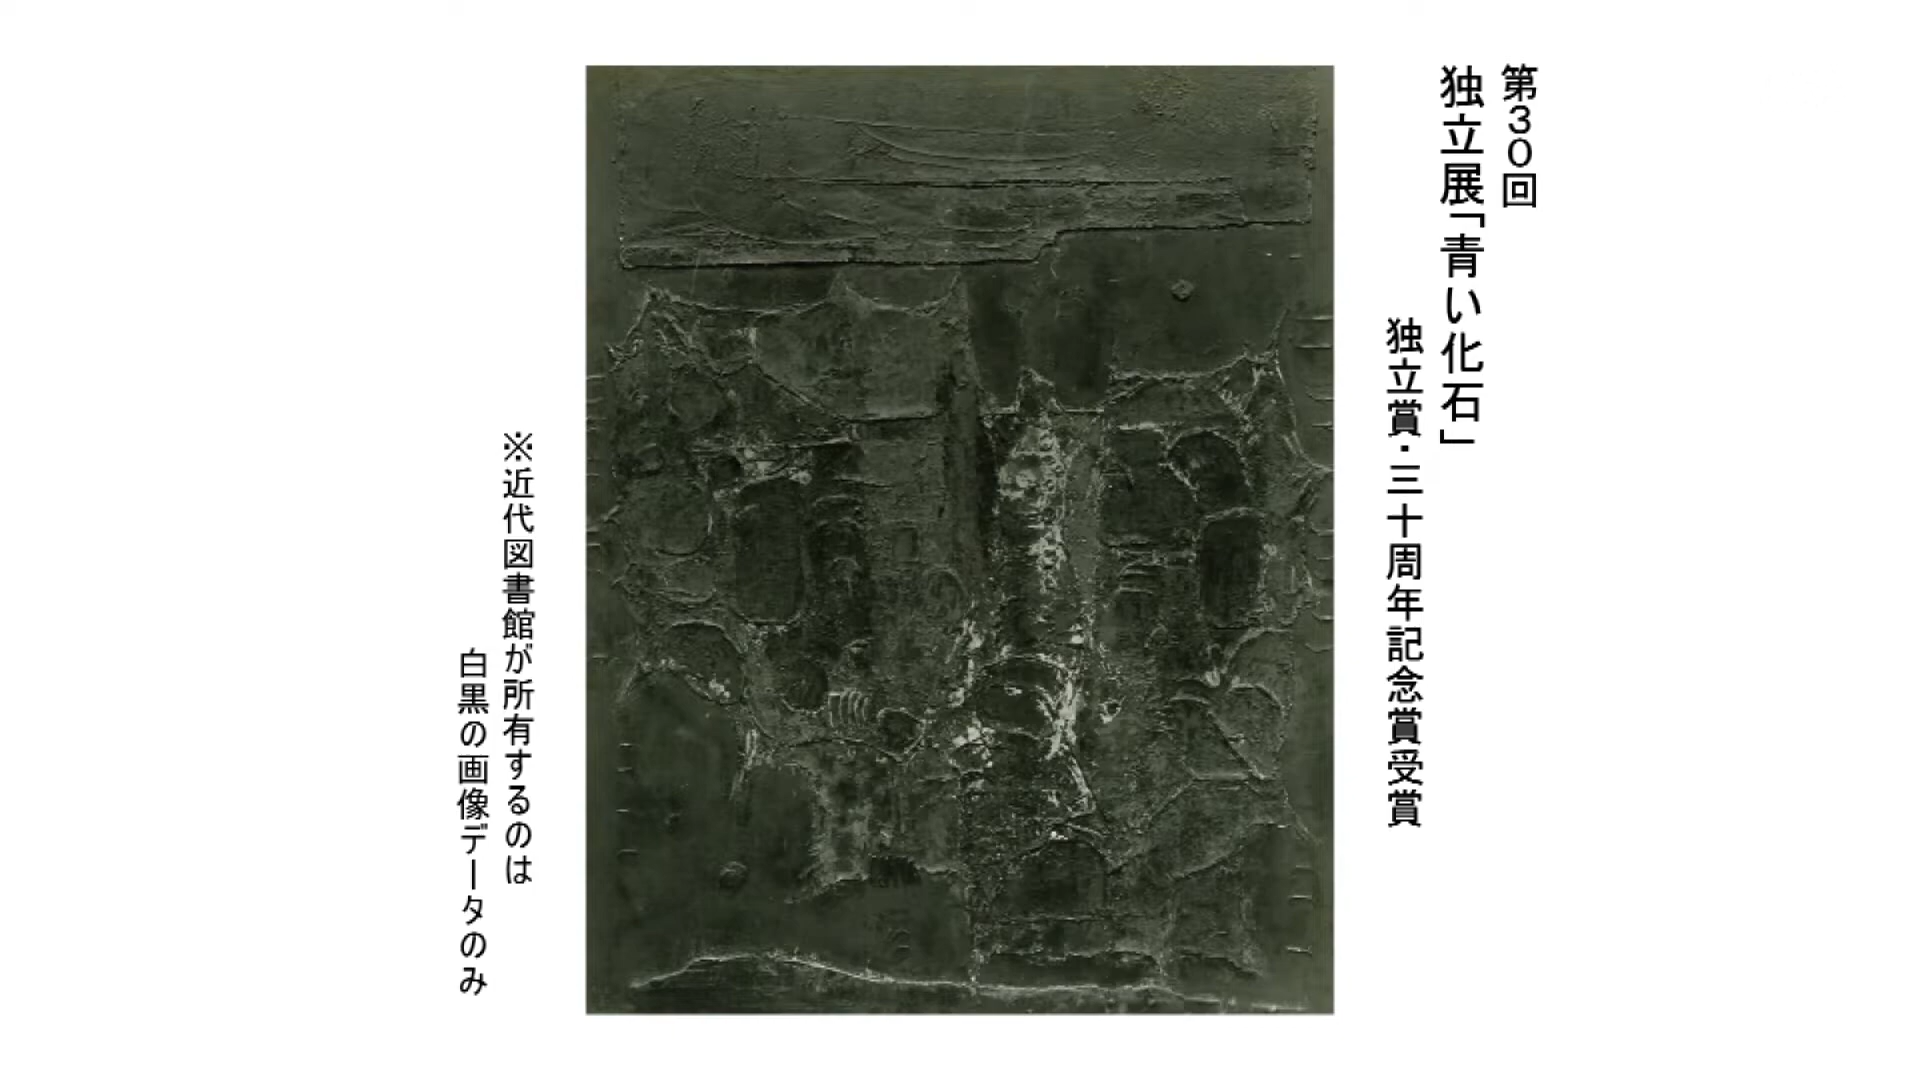 第３０回
独立展「青い化石」
独立賞・三十周年記念賞受賞
※近代図書館が所有するのは
白黒の画像データのみ